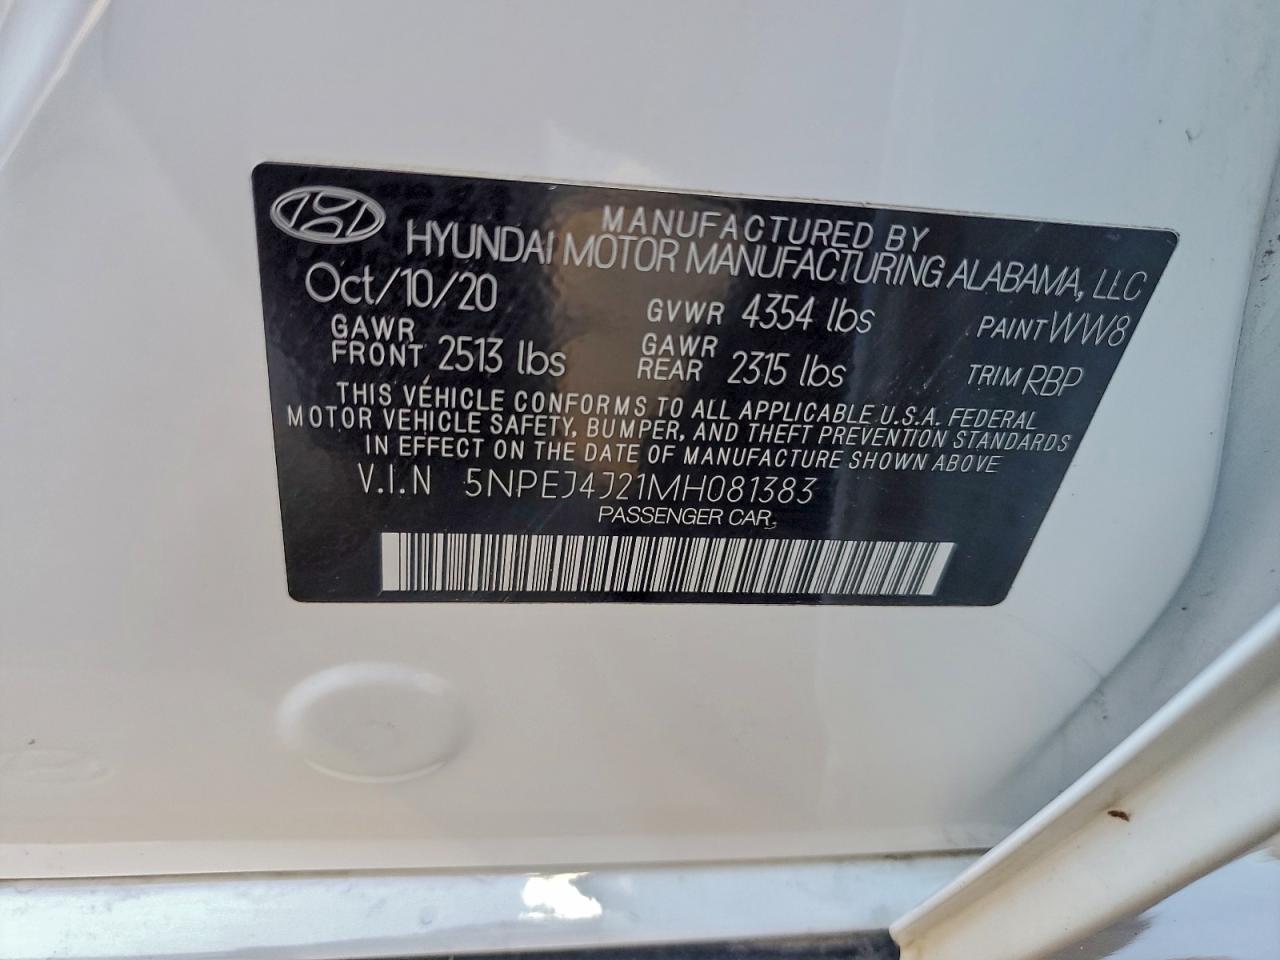 MANUFACTURED BY
HYUNDAI MOTOR MANUFACTURING ALABAMA, LLC
Oct/10/20 GVWR 4354 lbs PAINT WW8
GAWR FRONT 2513 lbs GAWR REAR 2315 lbs TRIM RBP
THIS VEHICLE CONFORMS TO ALL APPLICABLE U.S.A. FEDERAL
MOTOR VEHICLE SAFETY, BUMPER, AND THEFT PREVENTION STANDARDS
IN EFFECT ON THE DATE OF MANUFACTURE SHOWN ABOVE
V.I.N 5NPEJ4J21MH081383
PASSENGER CAR